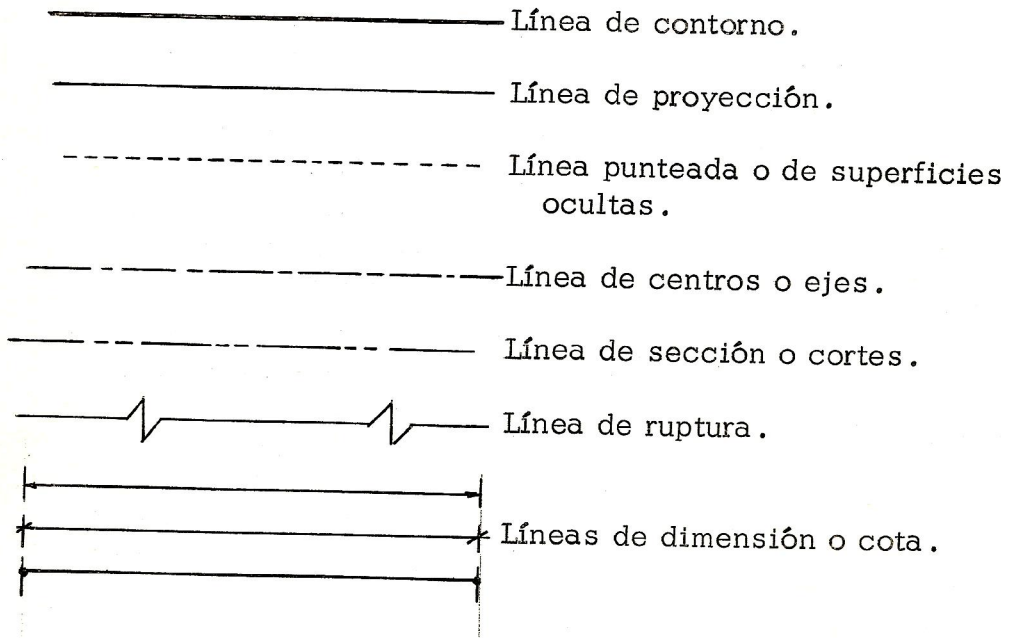 Línea de contorno.
Línea de proyección.
Línea punteada o de superficies
ocultas.
Línea de centros o ejes.
Línea de sección o cortes.
Línea de ruptura.
Líneas de dimensión o cota.